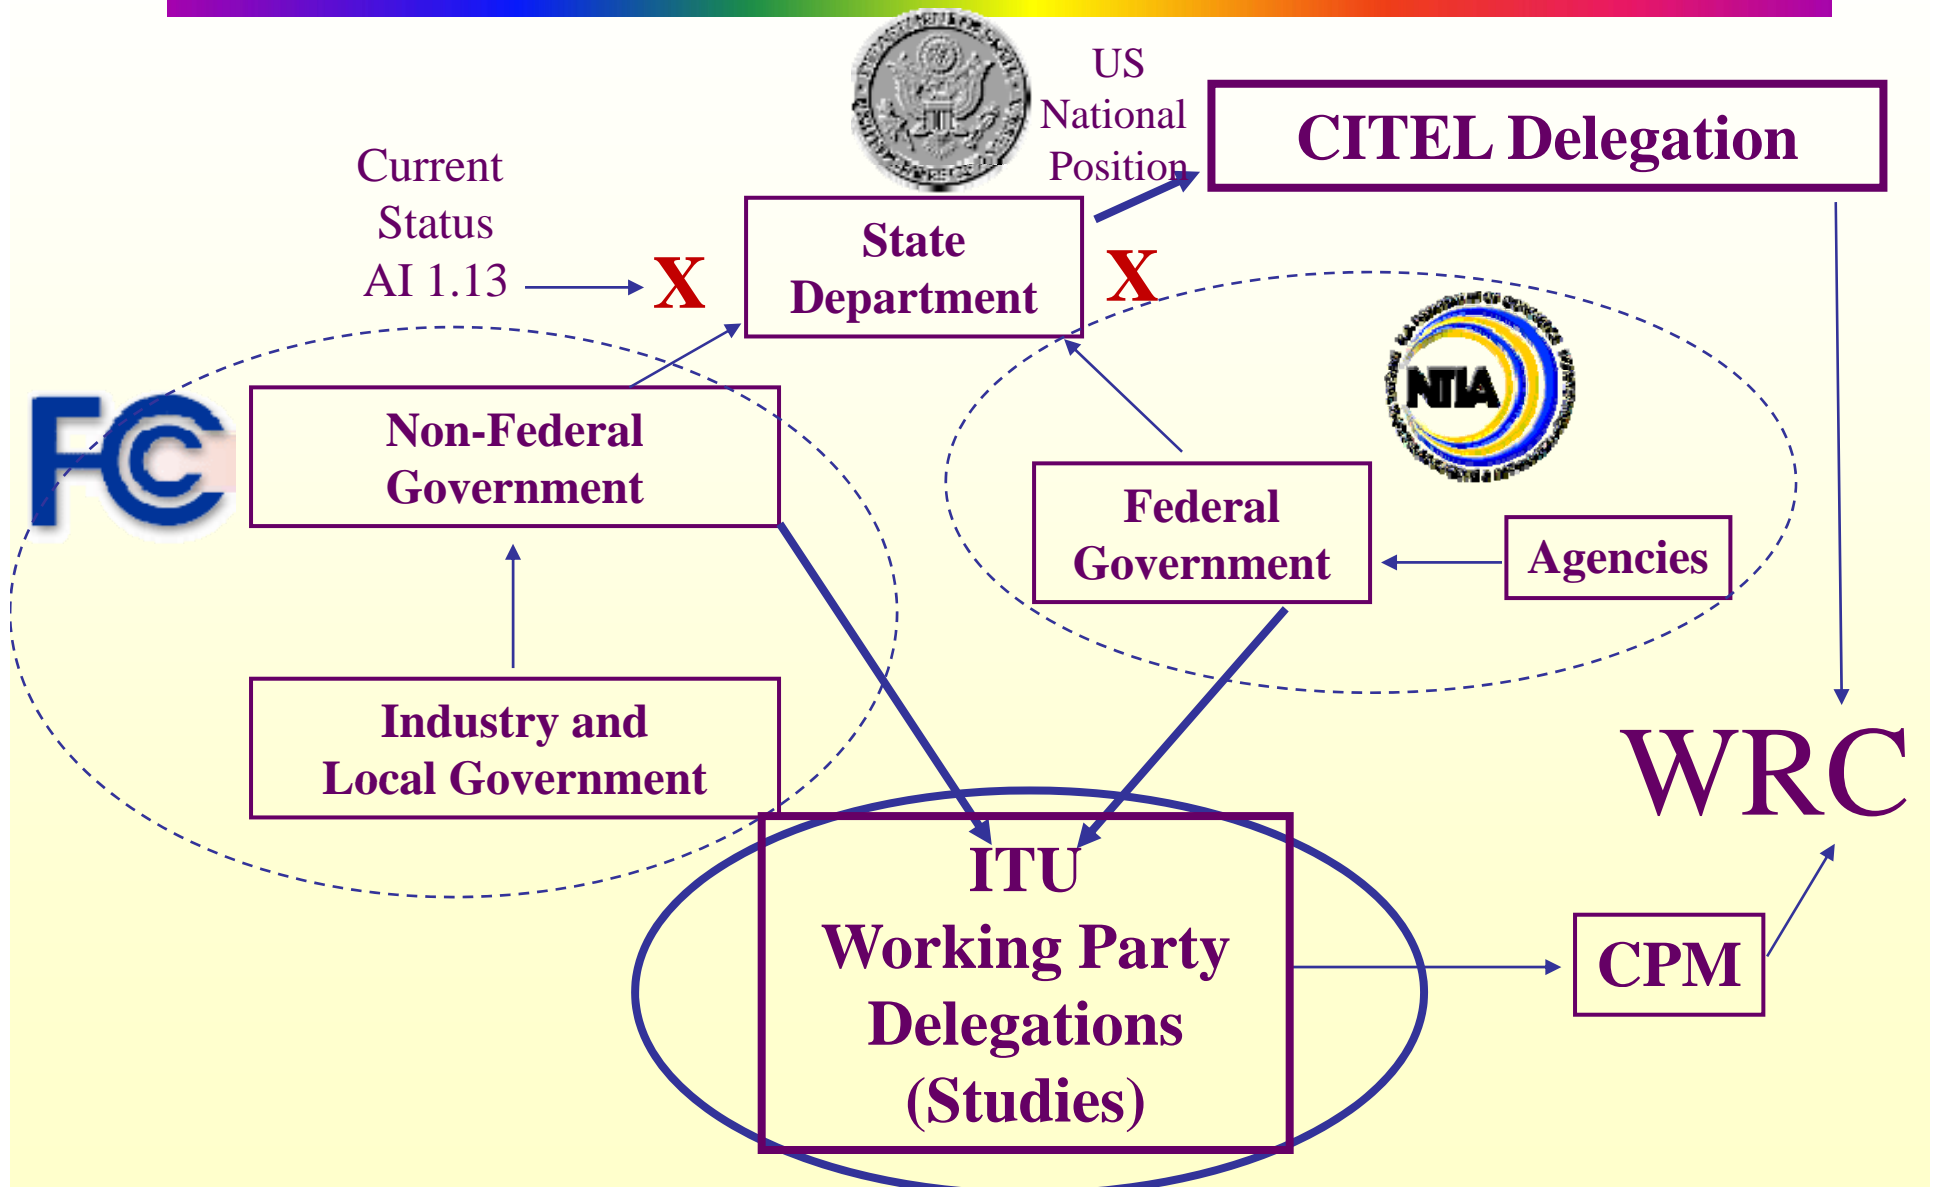 US
National
Position
CITEL Delegation
Current
Status
AI 1.13
X
State
Department
X
FCC
NTIA
Non-Federal
Government
Federal
Government
Agencies
Industry and
Local Government
WRC
ITU
Working Party
Delegations
(Studies)
CPM